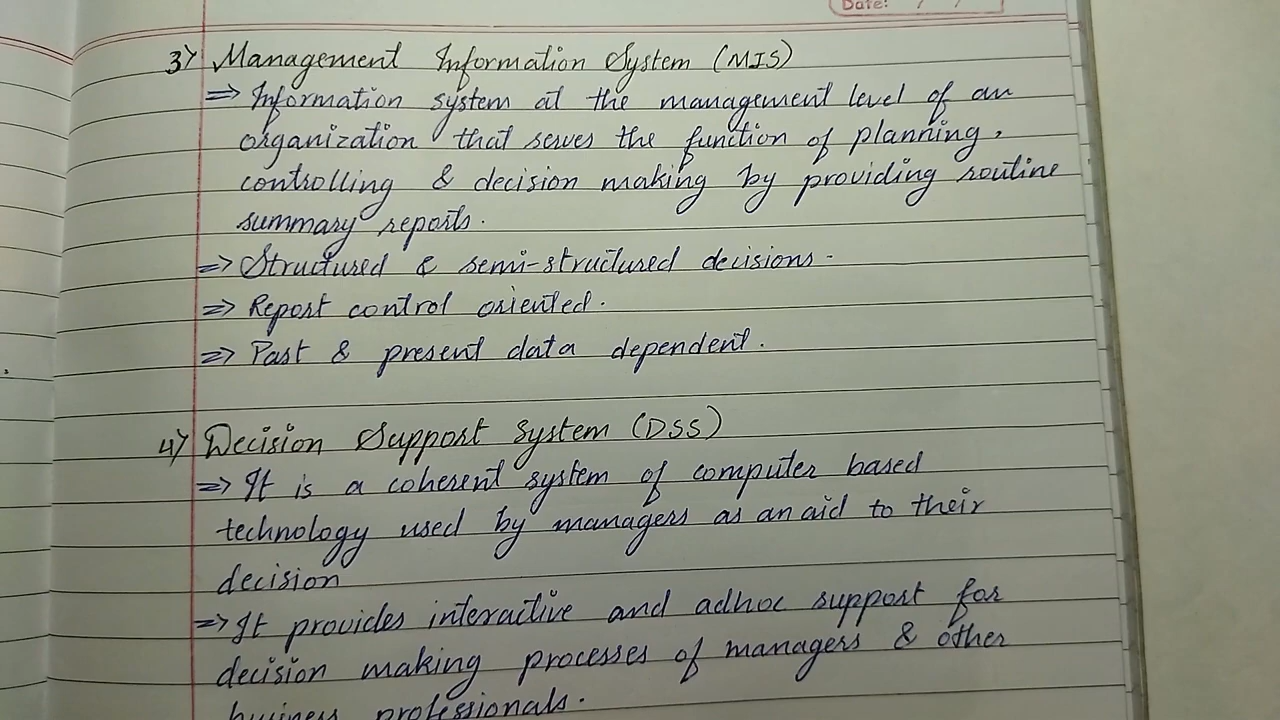 Date: / /
3) Management Information System (MIS)
⇒ Information system at the management level of an
organization that serves the function of planning,
controlling & decision making by providing routine
summary reports.
⇒ Structured & semi-structured decisions.
⇒ Report control oriented.
⇒ Past & present data dependent.
4) Decision Support System (DSS)
⇒ It is a coherent system of computer based
technology used by managers as an aid to their
decision
⇒ It provides interactive and adhoc support for
decision making processes of managers & other
business professionals.